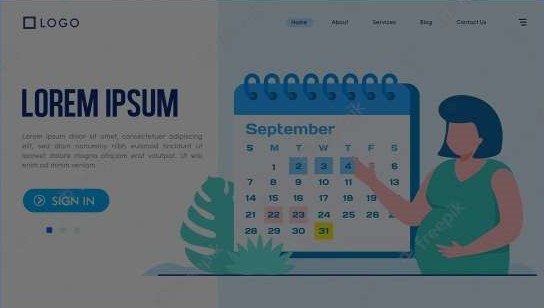 LOGO
Home About Services Blog Contact Us
LOREM IPSUM
Lorem ipsum dolor sit amet, consectetuer adipiscing
elit, sed diam nonummy nibh euismod tincidunt ut
laoreet dolore magna aliquam erat volutpat. Ut wisi
enim ad minim veniam
SIGN IN
September
S M T W T F S
1 2 3 4 5 6
7 8 9 10 11 13
14 15 16 17 18 19
21 22 23 24 25 26
28 29 30 31
freepik